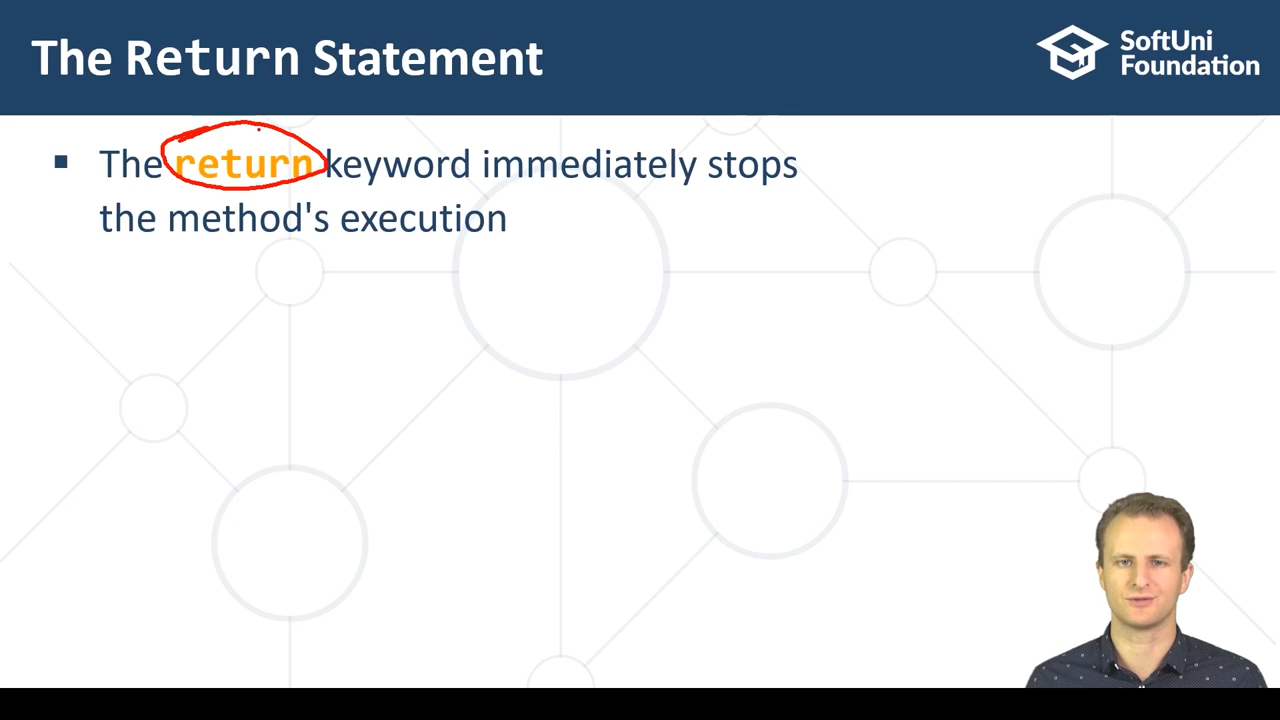 The Return Statement
SoftUni
Foundation
▪ The return keyword immediately stops
the method's execution